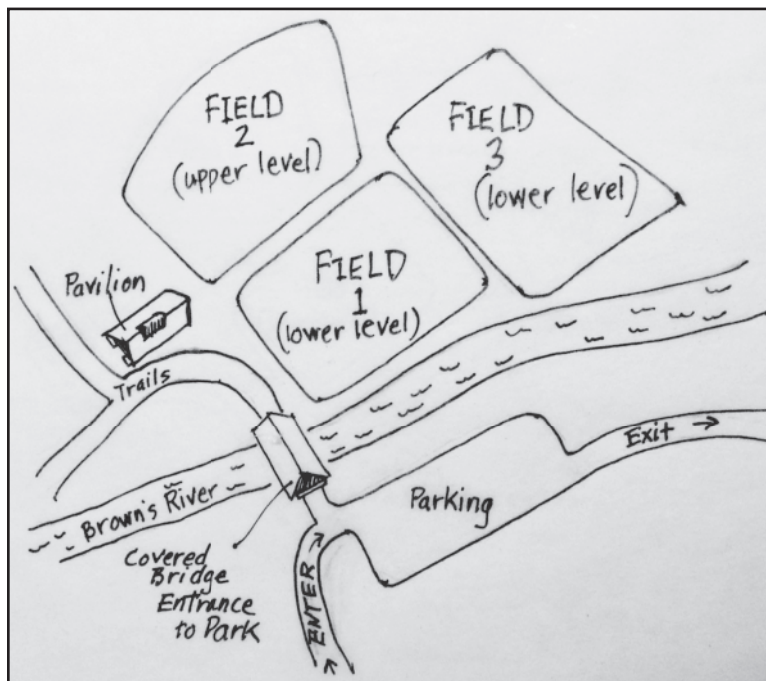 FIELD
2
(upper level)
FIELD
3
(lower level)
FIELD
1
(lower level)
Pavilion
Trails
Brown's River
Exit →
Parking
Covered
Bridge
Entrance
to Park
ENTER